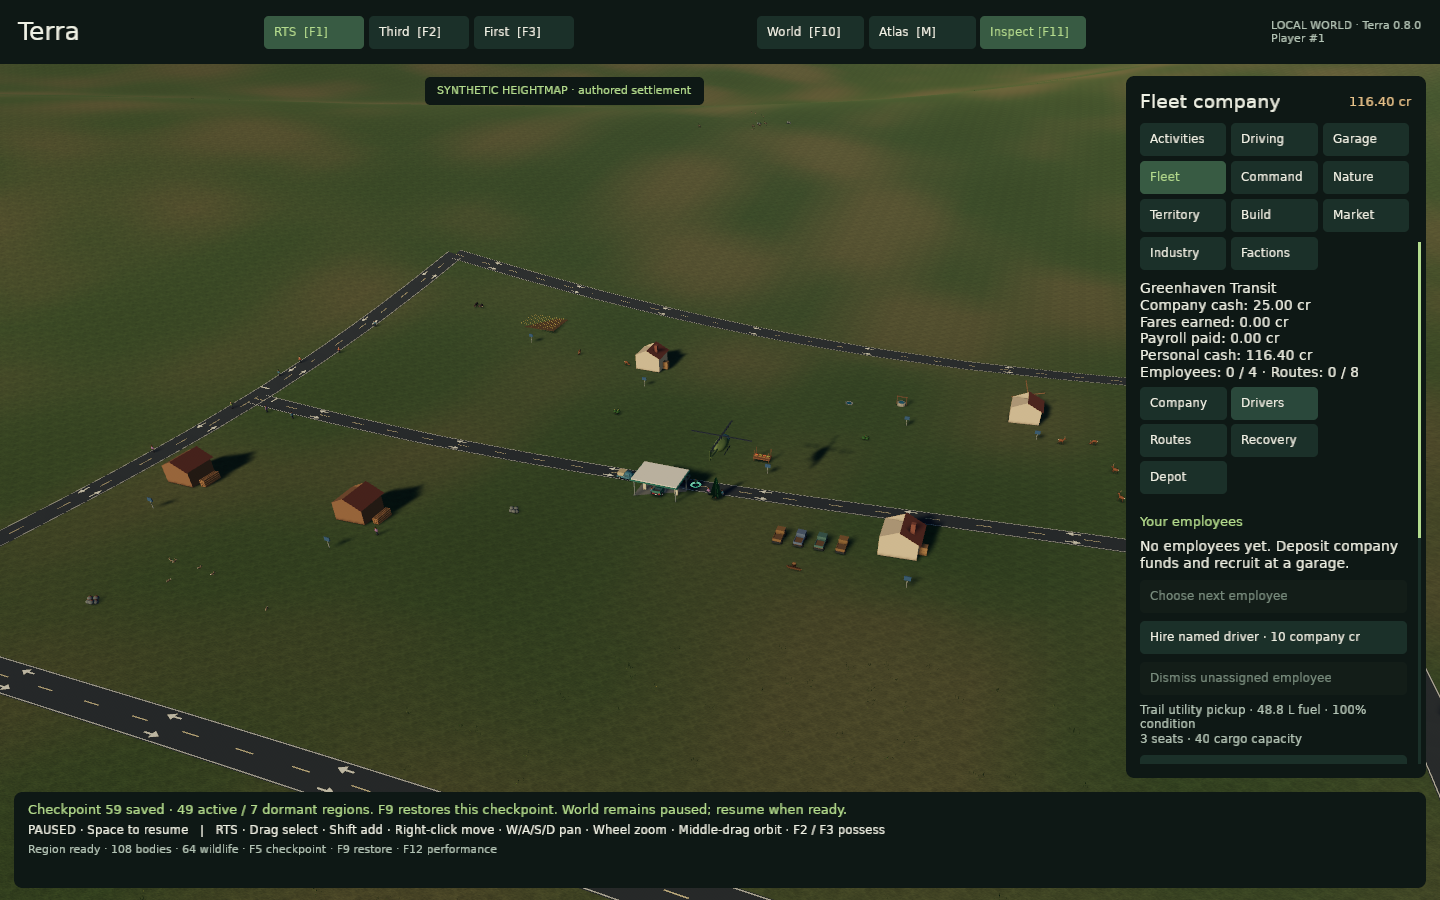 Terra
RTS [F1]
Third [F2]
First [F3]
World [F10]
Atlas [M]
Inspect [F11]
LOCAL WORLD · Terra 0.8.0
Player #1
SYNTHETIC HEIGHTMAP · authored settlement
Fleet company
116.40 cr
Activities
Driving
Garage
Fleet
Command
Nature
Territory
Build
Market
Industry
Factions
Greenhaven Transit
Company cash: 25.00 cr
Fares earned: 0.00 cr
Payroll paid: 0.00 cr
Personal cash: 116.40 cr
Employees: 0 / 4 · Routes: 0 / 8
Company
Drivers
Routes
Recovery
Depot
Your employees
No employees yet. Deposit company
funds and recruit at a garage.
Choose next employee
Hire named driver · 10 company cr
Dismiss unassigned employee
Trail utility pickup · 48.8 L fuel · 100%
condition
3 seats · 40 cargo capacity
Checkpoint 59 saved · 49 active / 7 dormant regions. F9 restores this checkpoint. World remains paused; resume when ready.
PAUSED · Space to resume | RTS · Drag select · Shift add · Right-click move · W/A/S/D pan · Wheel zoom · Middle-drag orbit · F2 / F3 possess
Region ready · 108 bodies · 64 wildlife · F5 checkpoint · F9 restore · F12 performance